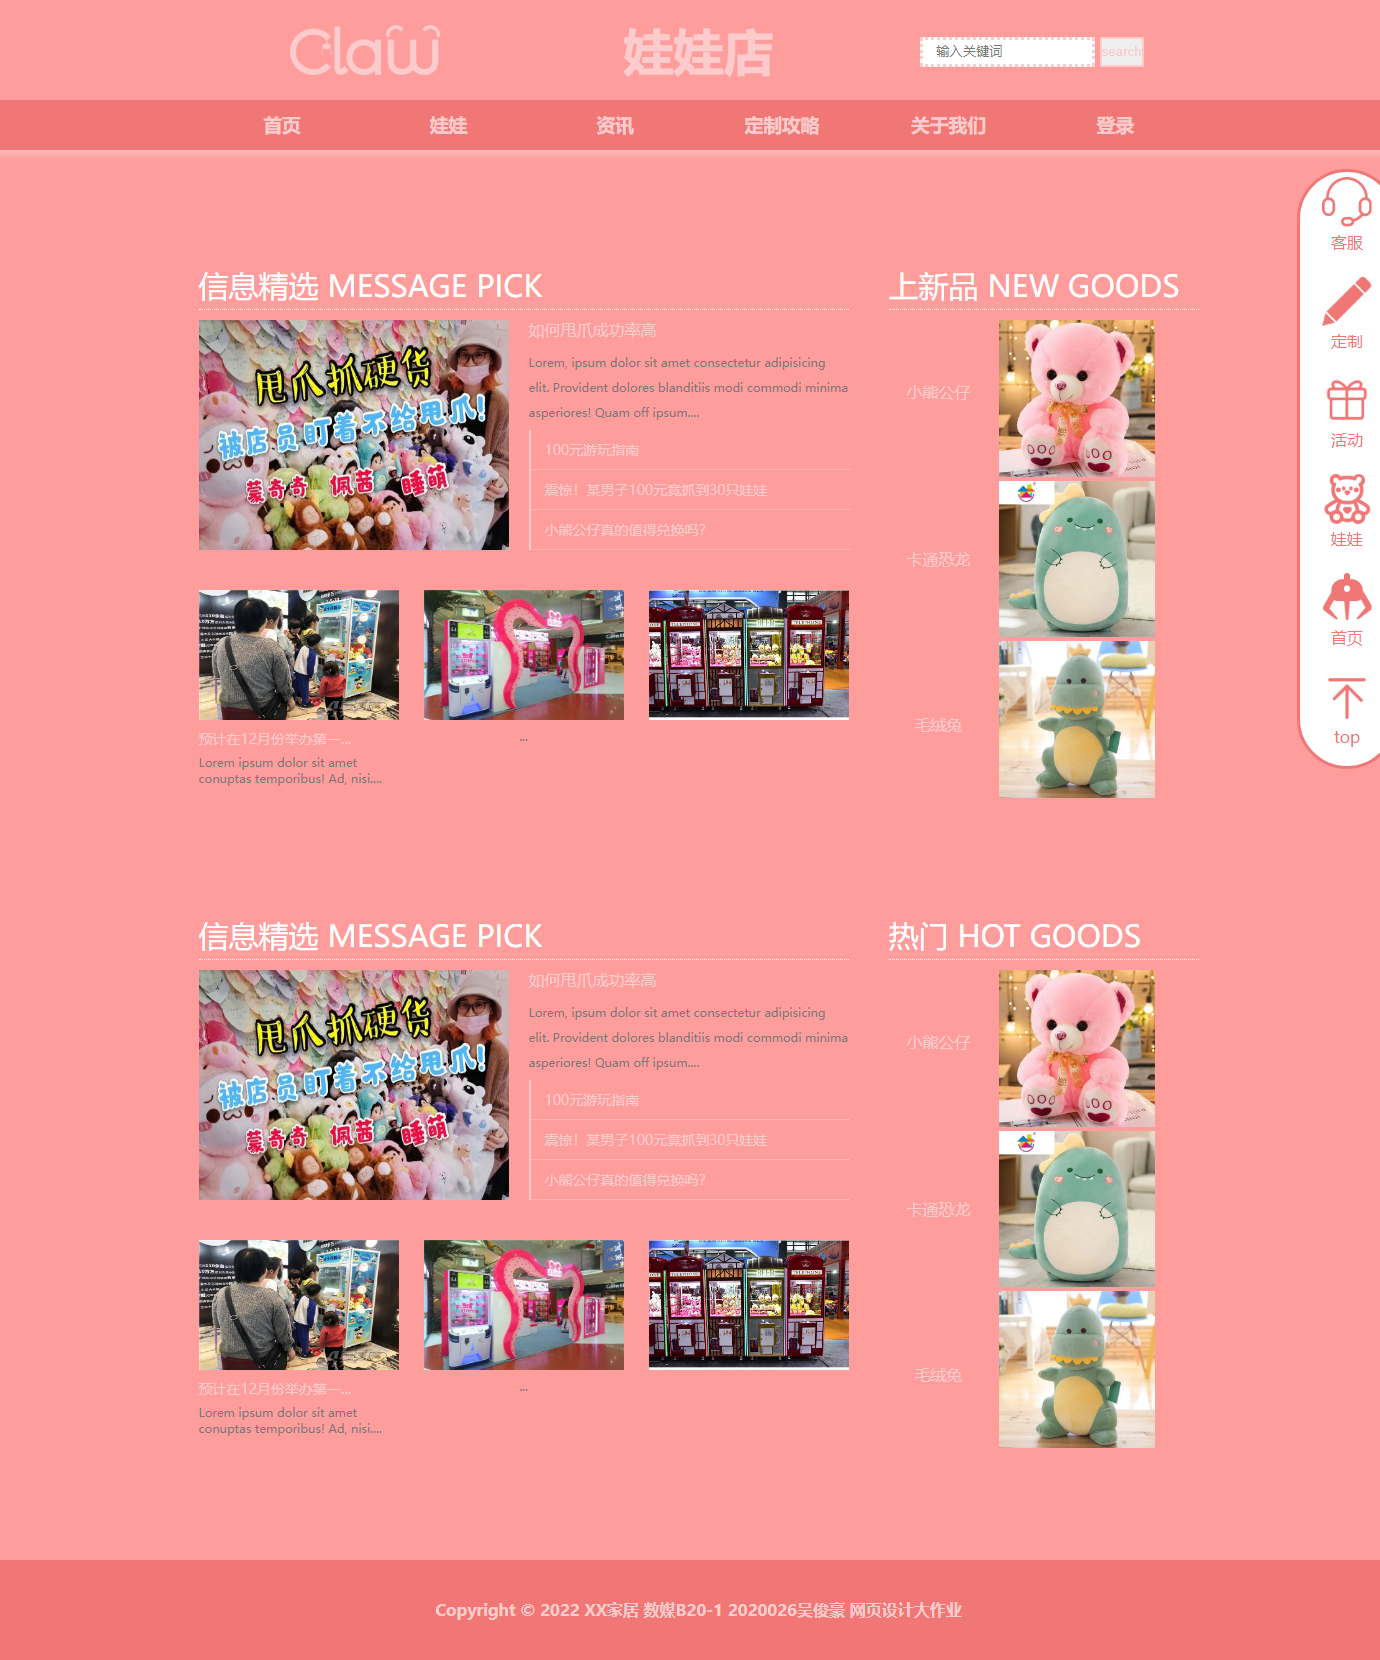 Claw
娃娃店
输入关键词
search
首页
娃娃
资讯
定制攻略
关于我们
登录
客服
定制
活动
娃娃
首页
top
信息精选 MESSAGE PICK
甩爪抓硬货
被店员盯着不给甩爪!
蒙奇奇 佩茜 睡萌
如何甩爪成功率高
Lorem, ipsum dolor sit amet consectetur adipisicing
elit. Provident dolores blanditiis modi commodi minima
asperiores! Quam off ipsum....
100元游玩指南
震惊！某男子100元竟抓到30只娃娃
小熊公仔真的值得兑换吗?
预计在12月份举办第一...
Lorem ipsum dolor sit amet
conuptas temporibus! Ad, nisi....
...
上新品 NEW GOODS
小熊公仔
卡通恐龙
毛绒兔
信息精选 MESSAGE PICK
甩爪抓硬货
被店员盯着不给甩爪!
蒙奇奇 佩茜 睡萌
如何甩爪成功率高
Lorem, ipsum dolor sit amet consectetur adipisicing
elit. Provident dolores blanditiis modi commodi minima
asperiores! Quam off ipsum....
100元游玩指南
震惊！某男子100元竟抓到30只娃娃
小熊公仔真的值得兑换吗?
预计在12月份举办第一...
Lorem ipsum dolor sit amet
conuptas temporibus! Ad, nisi....
...
热门 HOT GOODS
小熊公仔
卡通恐龙
毛绒兔
Copyright © 2022 XX家居 数媒B20-1 2020026吴俊豪 网页设计大作业